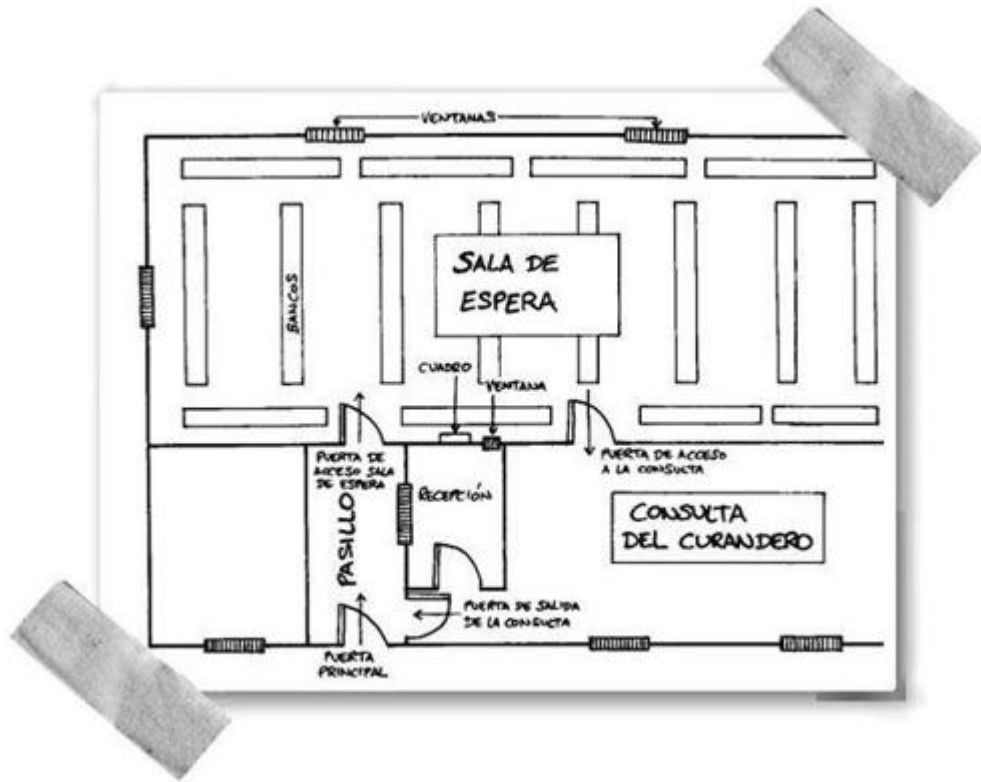 VENTANAS
SALA DE
ESPERA
BANCOS
CUADRO
VENTANA
PUERTA DE
ACCESO SALA
DE ESPERA
PUERTA DE ACCESO
A LA CONSULTA
RECEPCIÓN
PASILLO
CONSULTA
DEL CURANDERO
PUERTA DE SALIDA
DE LA CONSULTA
PUERTA
PRINCIPAL